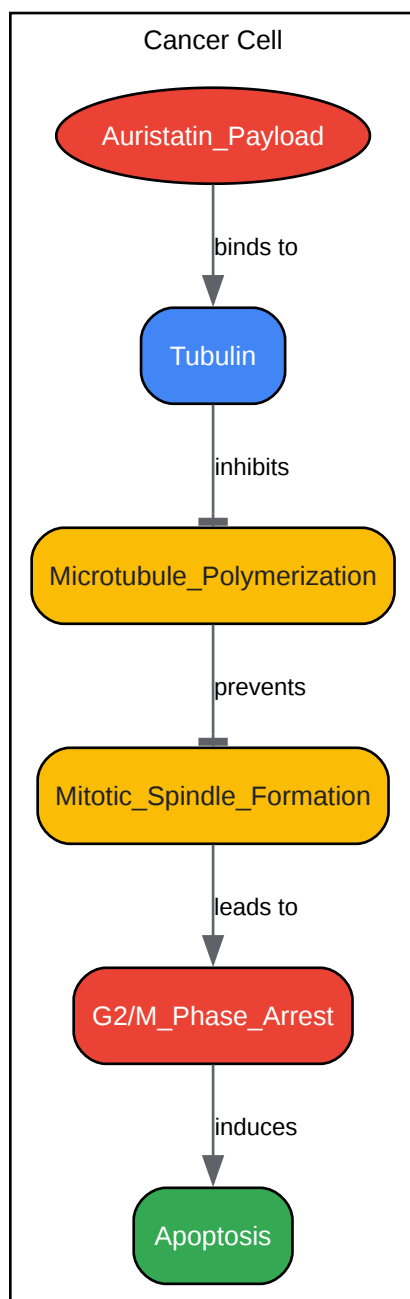 Cancer Cell
Auristatin_Payload
binds to
Tubulin
inhibits
Microtubule_Polymerization
prevents
Mitotic_Spindle_Formation
leads to
G2/M_Phase_Arrest
induces
Apoptosis